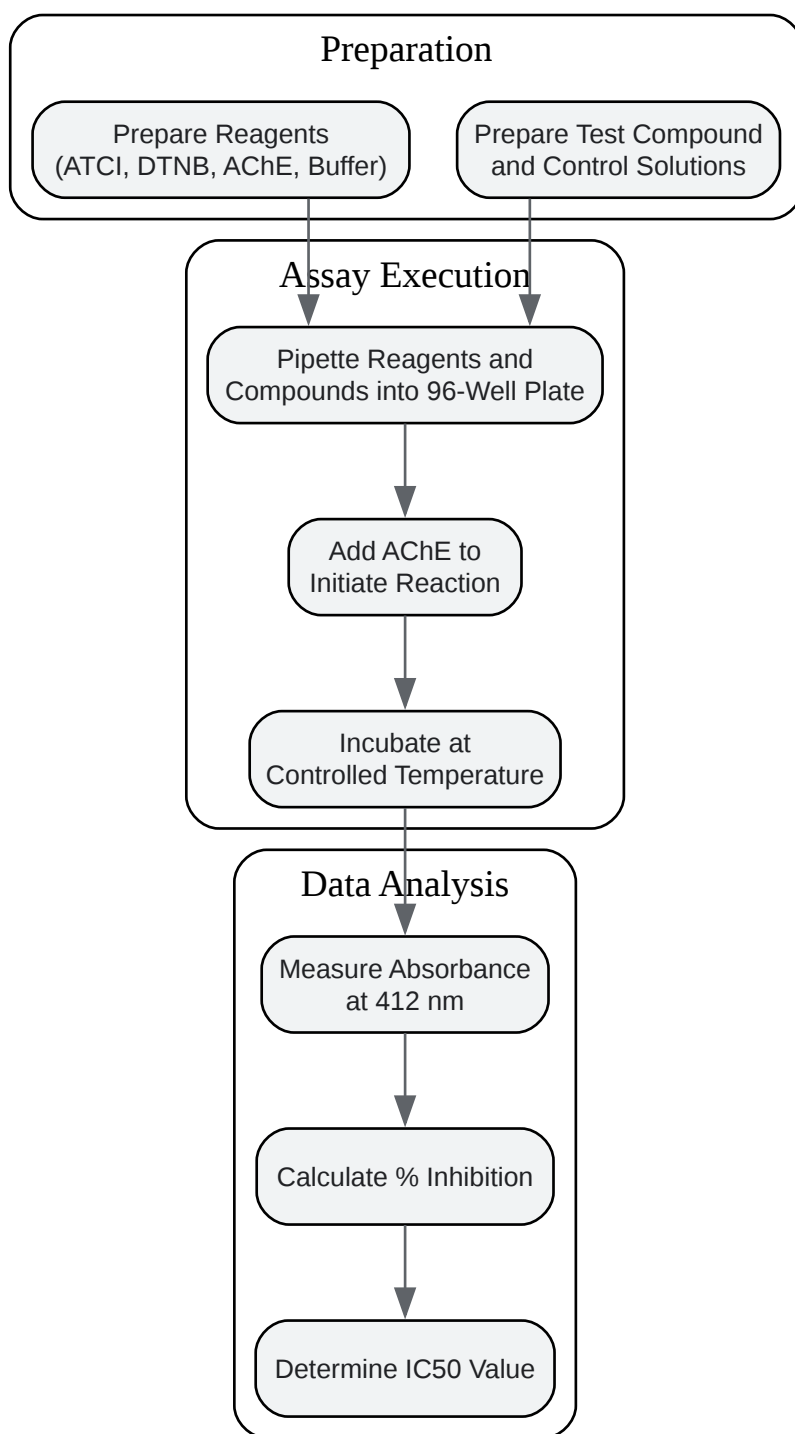 Preparation
Prepare Reagents
(ATCI, DTNB, AChE, Buffer)
Prepare Test Compound
and Control Solutions
Assay Execution
Pipette Reagents and
Compounds into 96-Well Plate
Add AChE to
Initiate Reaction
Incubate at
Controlled Temperature
Data Analysis
Measure Absorbance
at 412 nm
Calculate % Inhibition
Determine IC50 Value